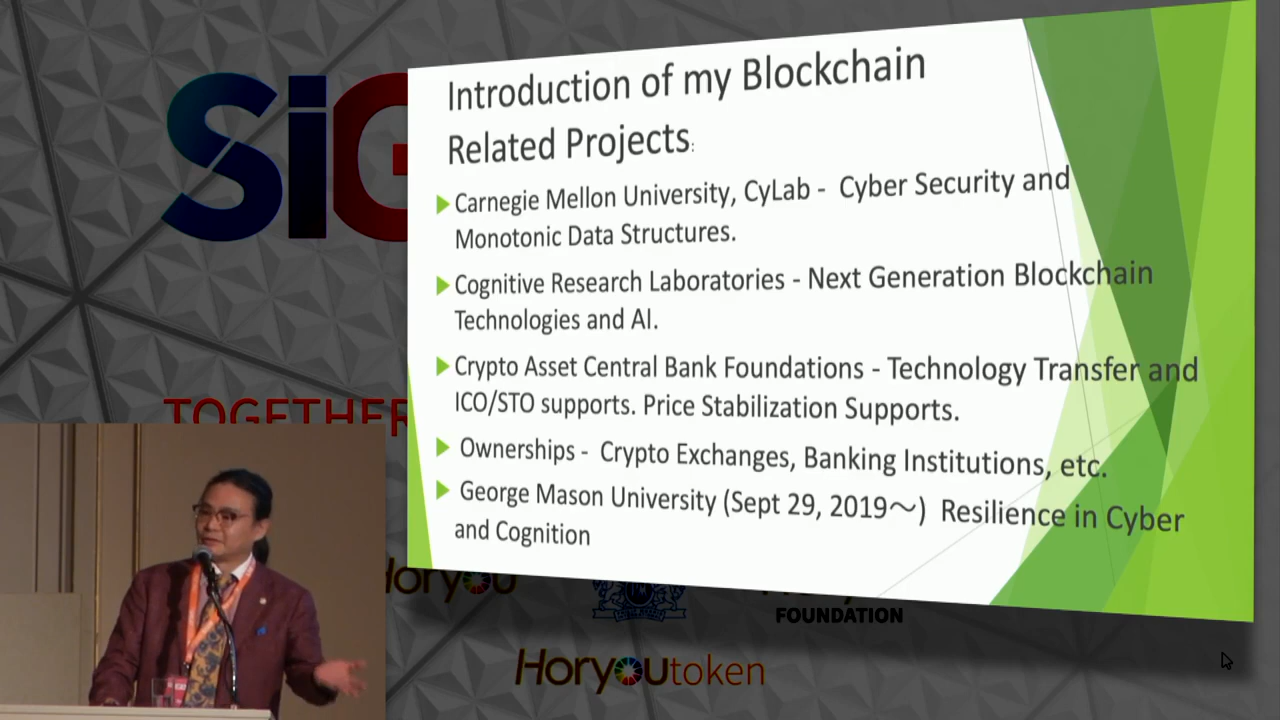 Introduction of my Blockchain
Related Projects:
Carnegie Mellon University, CyLab - Cyber Security and
Monotonic Data Structures.
Cognitive Research Laboratories - Next Generation Blockchain
Technologies and AI.
Crypto Asset Central Bank Foundations - Technology Transfer and
ICO/STO supports. Price Stabilization Supports.
Ownerships - Crypto Exchanges, Banking Institutions, etc.
George Mason University (Sept 29, 2019～) Resilience in Cyber
and Cognition
SiG
TOGETHER
Horyou
FOUNDATION
Horyoutoken